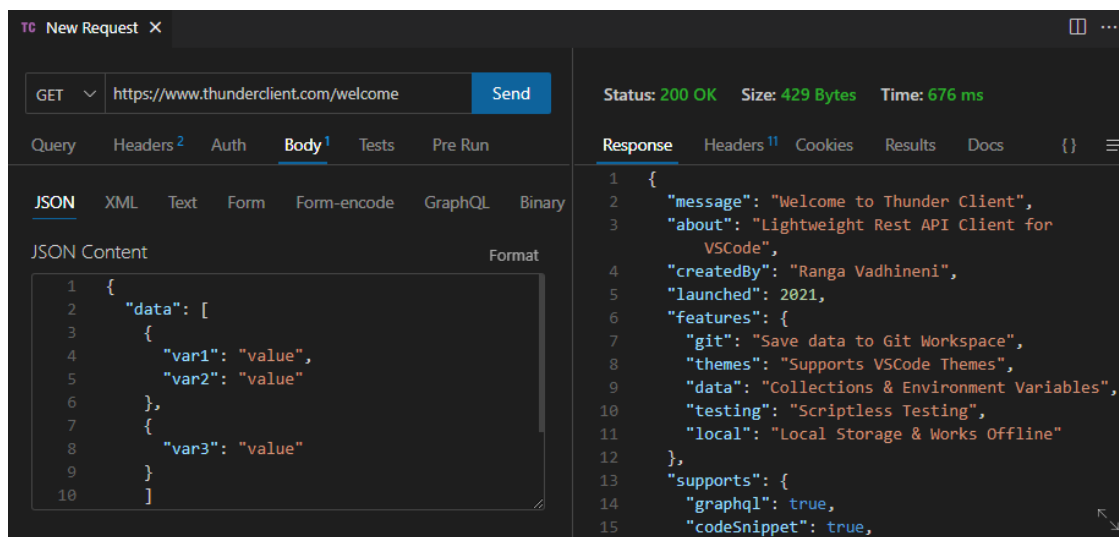 TC New Request
GET https://www.thunderclient.com/welcome Send
Query Headers 2 Auth Body 1 Tests Pre Run
JSON XML Text Form Form-encode GraphQL Binary
JSON Content Format
1 {
2 "data": [
3 {
4 "var1": "value",
5 "var2": "value"
6 },
7 {
8 "var3": "value"
9 }
10 ]
Status: 200 OK Size: 429 Bytes Time: 676 ms
Response Headers 11 Cookies Results Docs {}
1 {
2 "message": "Welcome to Thunder Client",
3 "about": "Lightweight Rest API Client for
VSCode",
4 "createdBy": "Ranga Vadhineni",
5 "launched": 2021,
6 "features": {
7 "git": "Save data to Git Workspace",
8 "themes": "Supports VSCode Themes",
9 "data": "Collections & Environment Variables",
10 "testing": "Scriptless Testing",
11 "local": "Local Storage & Works Offline"
12 },
13 "supports": {
14 "graphql": true,
15 "codeSnippet": true,